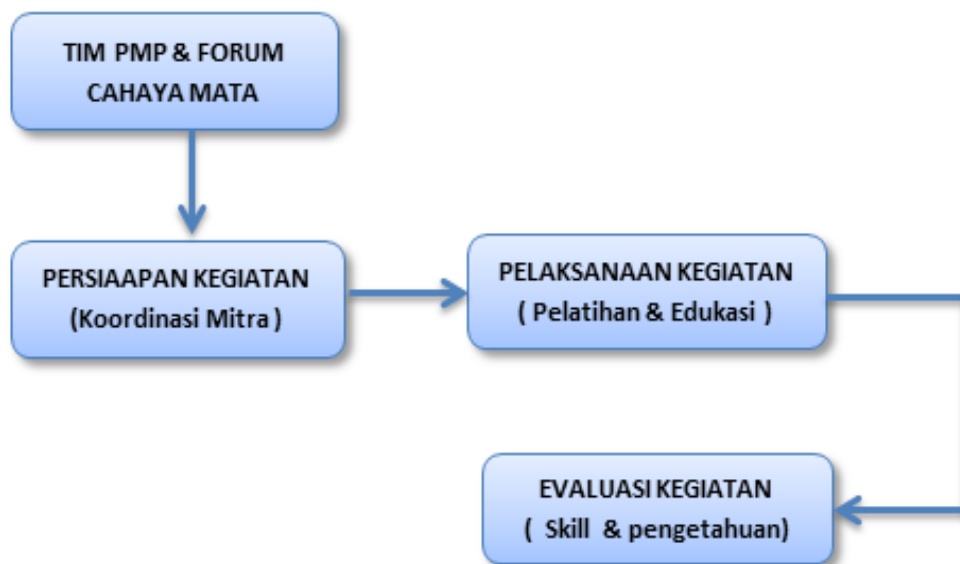 TIM PMP & FORUM
CAHAYA MATA
PERSIAAPAN KEGIATAN
(Koordinasi Mitra )
PELAKSANAAN KEGIATAN
( Pelatihan & Edukasi )
EVALUASI KEGIATAN
( Skill & pengetahuan)